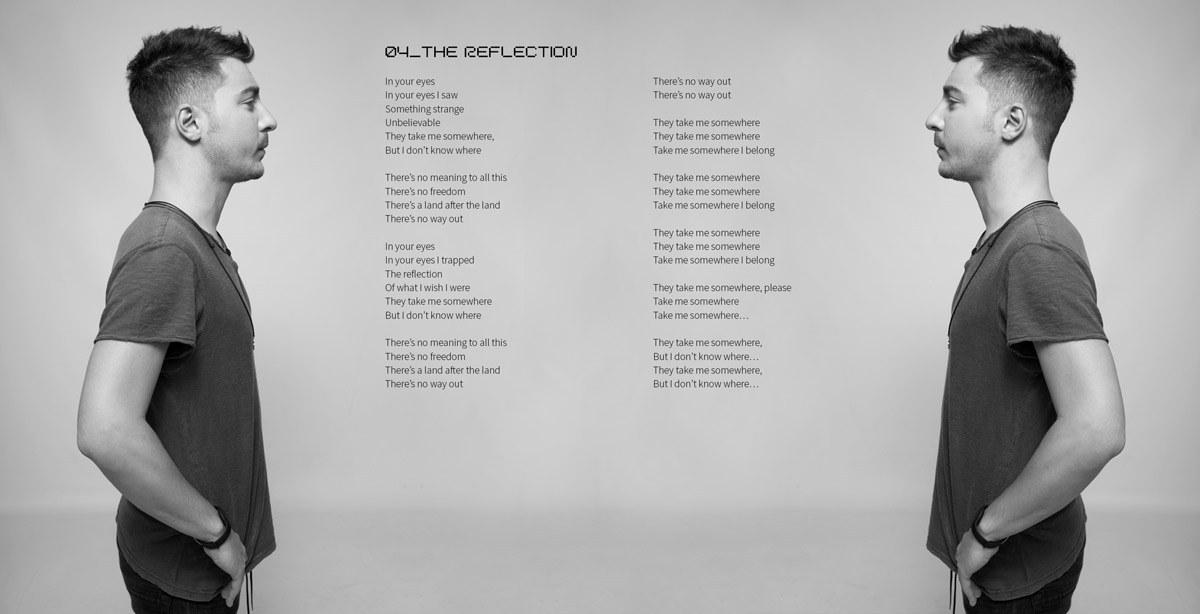 04_THE REFLECTION
In your eyes
In your eyes I saw
Something strange
Unbelievable
They take me somewhere,
But I don't know where
There's no meaning to all this
There's no freedom
There's a land after the land
There's no way out
In your eyes
In your eyes I trapped
The reflection
Of what I wish I were
They take me somewhere
But I don't know where
There's no meaning to all this
There's no freedom
There's a land after the land
There's no way out
There's no way out
There's no way out
They take me somewhere
They take me somewhere
Take me somewhere I belong
They take me somewhere
They take me somewhere
Take me somewhere I belong
They take me somewhere
They take me somewhere
Take me somewhere I belong
They take me somewhere, please
Take me somewhere
Take me somewhere…
They take me somewhere,
But I don't know where…
They take me somewhere,
But I don't know where…